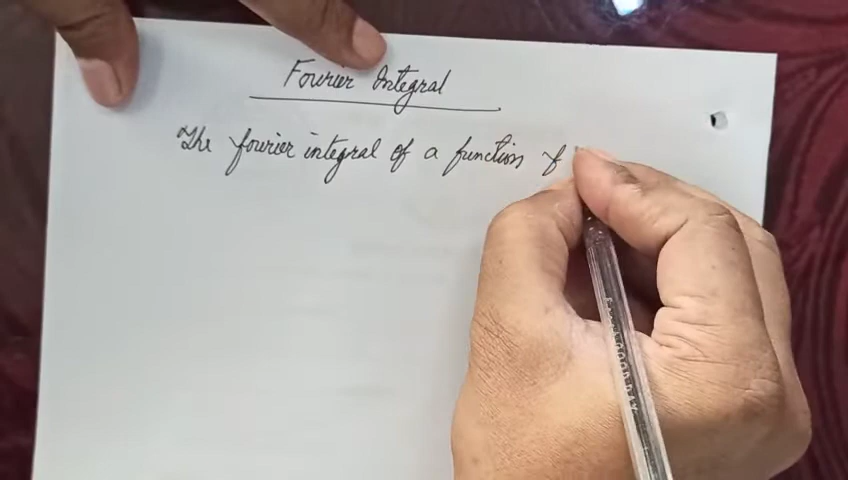 Fourier Integral
The fourier integral of a function f